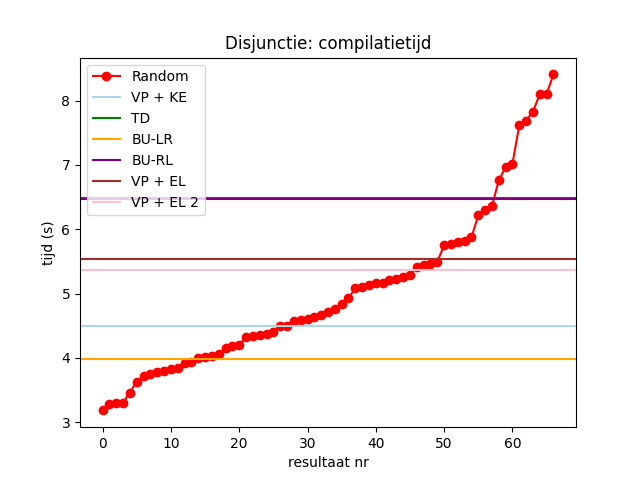 Disjunctie: compilatietijd
Random
VP + KE
TD
BU-LR
BU-RL
VP + EL
VP + EL 2
8
7
6
5
4
3
tijd (s)
0 10 20 30 40 50 60
resultaat nr